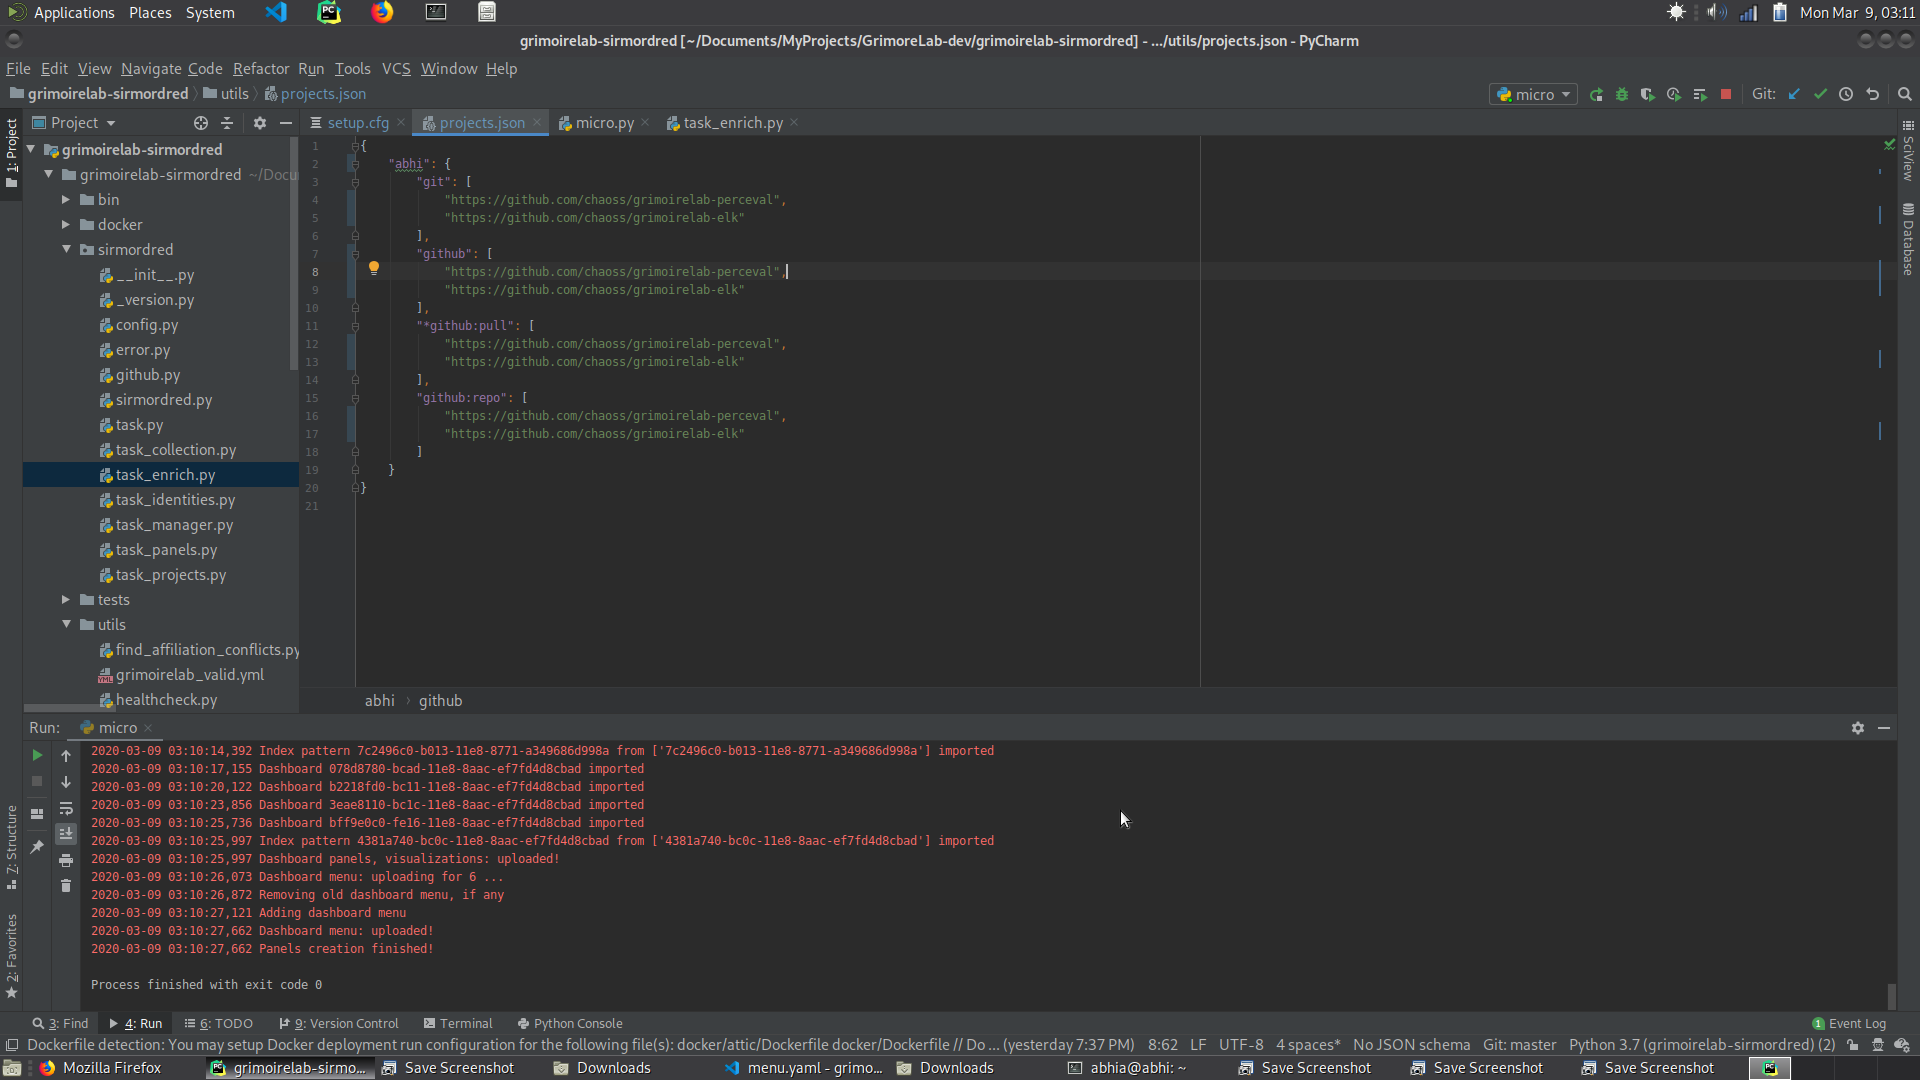 Applications Places System
Mon Mar 9, 03:11
grimoirelab-sirmordred [~/Documents/MyProjects/GrimoreLab-dev/grimoirelab-sirmordred] - .../utils/projects.json - PyCharm
File Edit View Navigate Code Refactor Run Tools VCS Window Help
grimoirelab-sirmordred utils projects.json
micro Git:
Project
setup.cfg projects.json micro.py task_enrich.py
1: Project
7: Structure
2: Favorites
SciView
Database
grimoirelab-sirmordred
grimoirelab-sirmordred ~/Docu
bin
docker
sirmordred
__init__.py
_version.py
config.py
error.py
github.py
sirmordred.py
task.py
task_collection.py
task_enrich.py
task_identities.py
task_manager.py
task_panels.py
task_projects.py
tests
utils
find_affiliation_conflicts.py
grimoirelab_valid.yml
healthcheck.py
1 {
2 "abhi": {
3 "git": [
4 "https://github.com/chaoss/grimoirelab-perceval",
5 "https://github.com/chaoss/grimoirelab-elk"
6 ],
7 "github": [
8 "https://github.com/chaoss/grimoirelab-perceval",
9 "https://github.com/chaoss/grimoirelab-elk"
10 ],
11 "*github:pull": [
12 "https://github.com/chaoss/grimoirelab-perceval",
13 "https://github.com/chaoss/grimoirelab-elk"
14 ],
15 "github:repo": [
16 "https://github.com/chaoss/grimoirelab-perceval",
17 "https://github.com/chaoss/grimoirelab-elk"
18 ]
19 }
20 }
21
abhi › github
Run: micro
2020-03-09 03:10:14,392 Index pattern 7c2496c0-b013-11e8-8771-a349686d998a from ['7c2496c0-b013-11e8-8771-a349686d998a'] imported
2020-03-09 03:10:17,155 Dashboard 078d8780-bcad-11e8-8aac-ef7fd4d8cbad imported
2020-03-09 03:10:20,122 Dashboard b2218fd0-bc11-11e8-8aac-ef7fd4d8cbad imported
2020-03-09 03:10:23,856 Dashboard 3eae8110-bc1c-11e8-8aac-ef7fd4d8cbad imported
2020-03-09 03:10:25,736 Dashboard bff9e0c0-fe16-11e8-8aac-ef7fd4d8cbad imported
2020-03-09 03:10:25,997 Index pattern 4381a740-bc0c-11e8-8aac-ef7fd4d8cbad from ['4381a740-bc0c-11e8-8aac-ef7fd4d8cbad'] imported
2020-03-09 03:10:25,997 Dashboard panels, visualizations: uploaded!
2020-03-09 03:10:26,073 Dashboard menu: uploading for 6 ...
2020-03-09 03:10:26,872 Removing old dashboard menu, if any
2020-03-09 03:10:27,121 Adding dashboard menu
2020-03-09 03:10:27,662 Dashboard menu: uploaded!
2020-03-09 03:10:27,662 Panels creation finished!
Process finished with exit code 0
3: Find 4: Run 6: TODO 9: Version Control Terminal Python Console 1 Event Log
Dockerfile detection: You may setup Docker deployment run configuration for the following file(s): docker/attic/Dockerfile docker/Dockerfile // Do ... (yesterday 7:37 PM) 8:62 LF UTF-8 4 spaces* No JSON schema Git: master Python 3.7 (grimoirelab-sirmordred) (2)
Mozilla Firefox grimoirelab-sirmo... Save Screenshot Downloads menu.yaml - grimo... Downloads abhia@abhi: ~ Save Screenshot Save Screenshot Save Screenshot